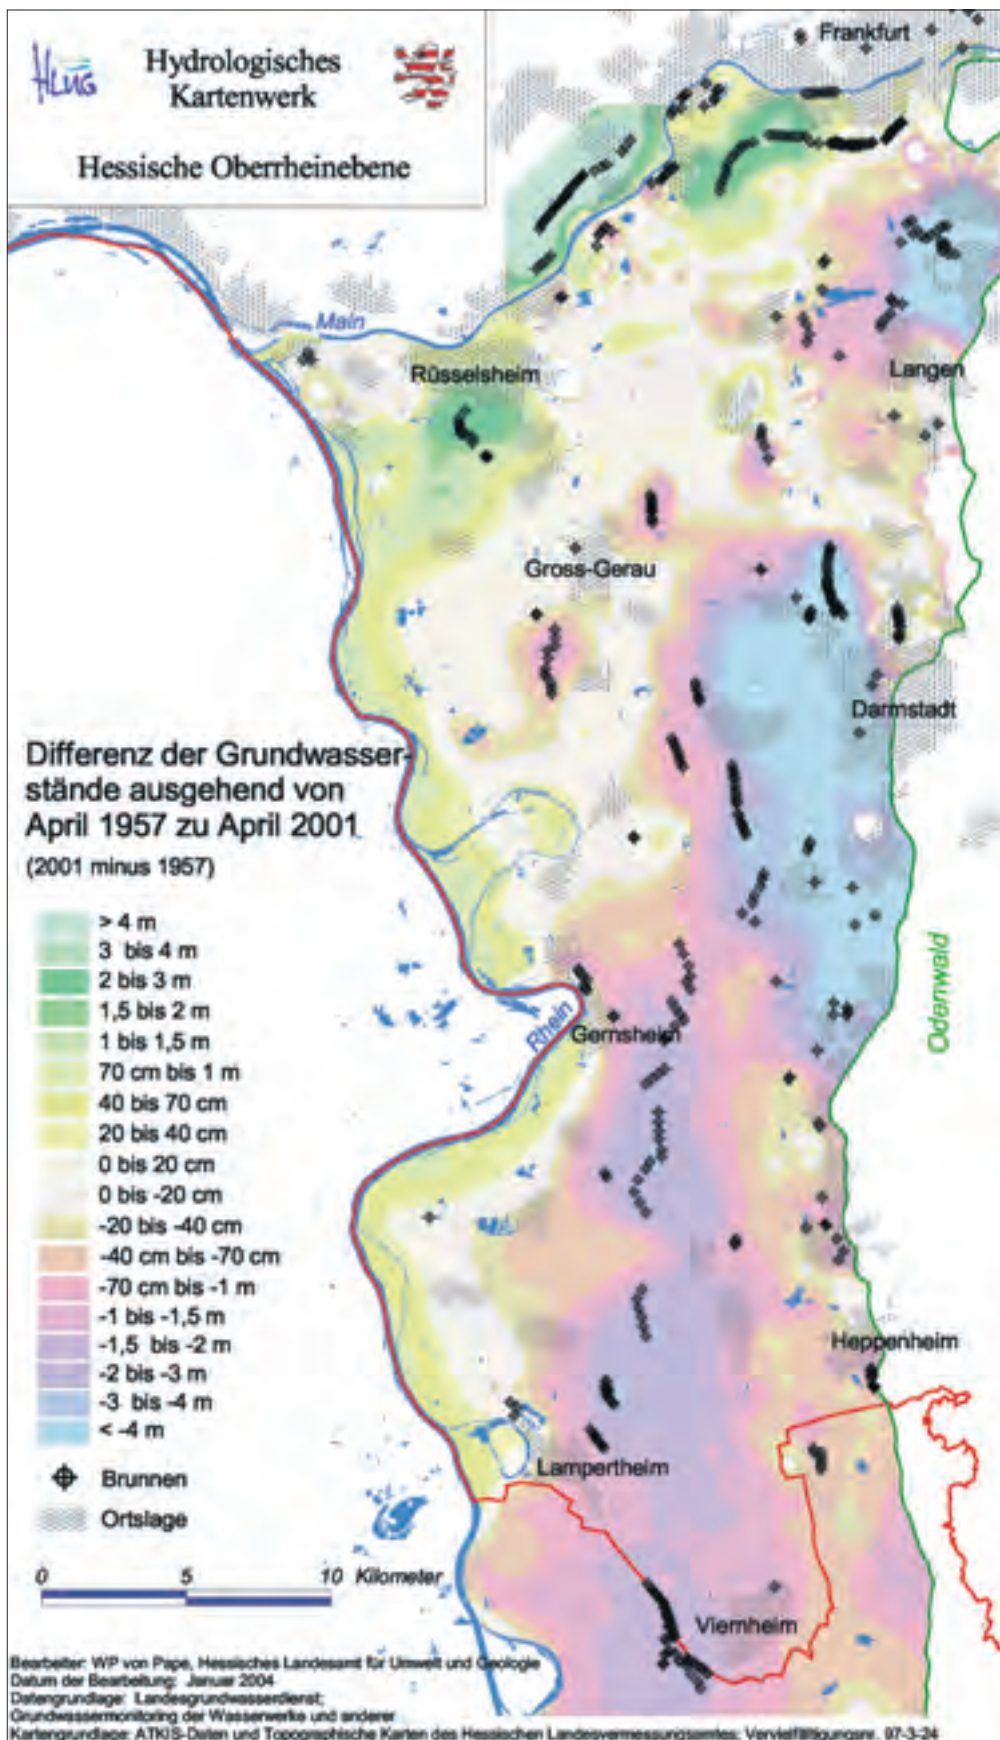 HLUG
Hydrologisches
Kartenwerk
Hessische Oberrheinebene
Frankfurt
Main
Rüsselsheim
Langen
Gross-Gerau
Darmstadt
Differenz der Grundwasser-
stände ausgehend von
April 1957 zu April 2001
(2001 minus 1957)
> 4 m
3 bis 4 m
2 bis 3 m
1,5 bis 2 m
1 bis 1,5 m
70 cm bis 1 m
40 bis 70 cm
20 bis 40 cm
0 bis 20 cm
0 bis -20 cm
-20 bis -40 cm
-40 cm bis -70 cm
-70 cm bis -1 m
-1 bis -1,5 m
-1,5 bis -2 m
-2 bis -3 m
-3 bis -4 m
< -4 m
Brunnen
Ortslage
Odenwald
Rhein
Gernsheim
Heppenheim
Lampertheim
Viernheim
0 5 10 Kilometer
Bearbeiter: WP von Pape, Hessisches Landesamt für Umwelt und Geologie
Datum der Bearbeitung: Januar 2004
Datengrundlage: Landesgrundwasserdienst;
Grundwassermonitoring der Wasserwerke und anderer
Kartengrundlage: ATKIS-Daten und Topographische Karten des Hessischen Landesvermessungsamtes; Vervielfältigungsnr. 97-3-24